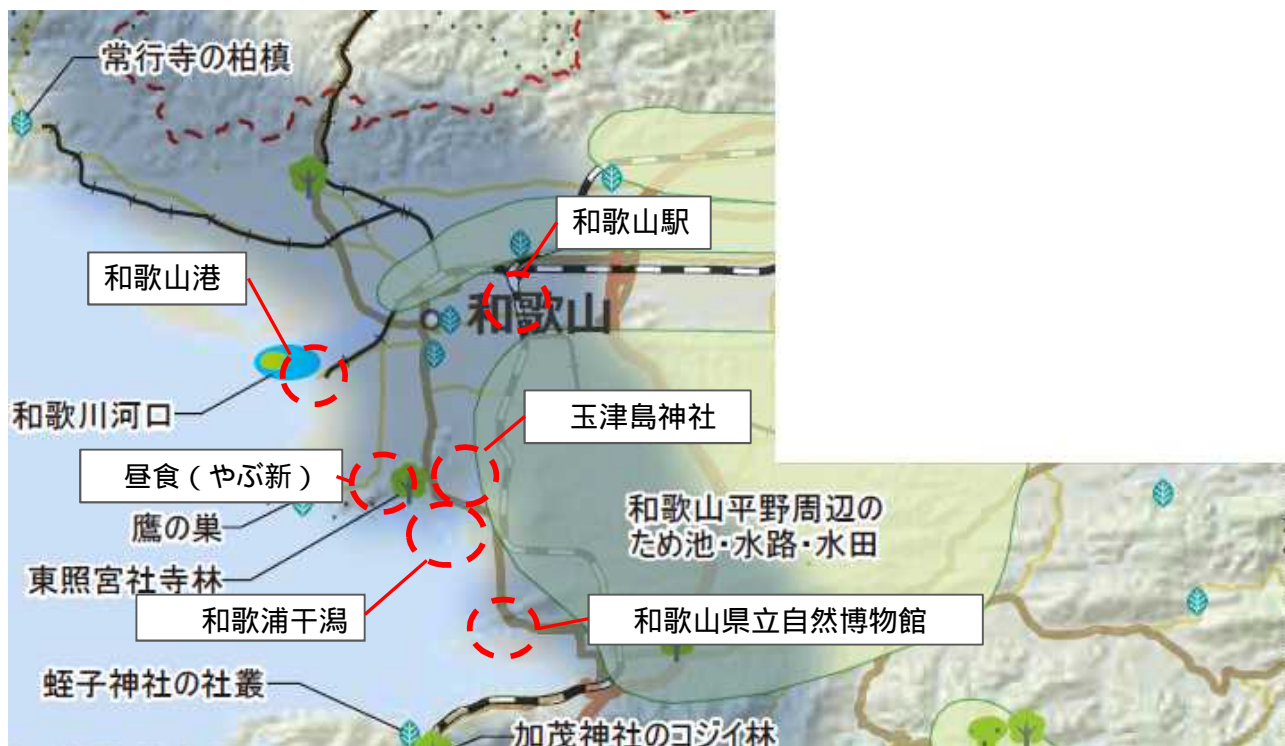 常行寺の柏槙
和歌山駅
和歌山港
和歌山
和歌川河口
玉津島神社
昼食（やぶ新）
鷹の巣
和歌山平野周辺の
ため池・水路・水田
東照宮社寺林
和歌浦干潟
和歌山県立自然博物館
蛭子神社の社叢
加茂神社のコジイ林